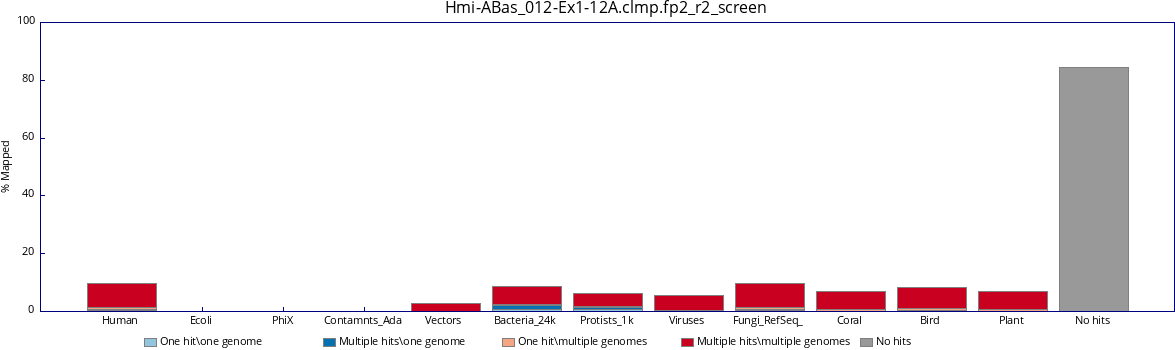 Hmi-ABas_012-Ex1-12A.clmp.fp2_r2_screen
100
80
60
40
20
0
% Mapped
Human Ecoli PhiX Contamnts_Ada Vectors Bacteria_24k Protists_1k Viruses Fungi_RefSeq_ Coral Bird Plant No hits
One hit\one genome Multiple hits\one genome One hit\multiple genomes Multiple hits\multiple genomes No hits